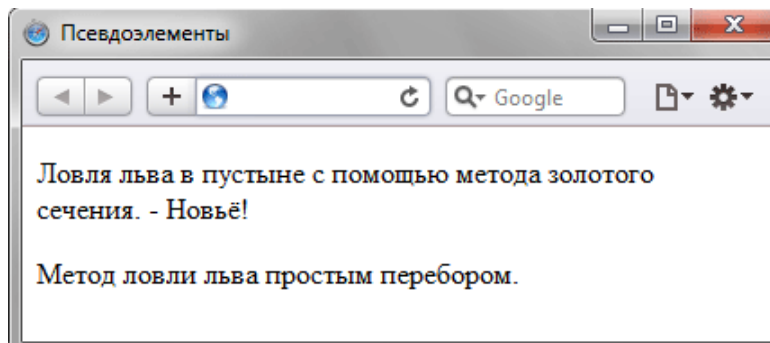 Псевдоэлементы
Google
Ловля льва в пустыне с помощью метода золотого
сечения. - Новьё!
Метод ловли льва простым перебором.